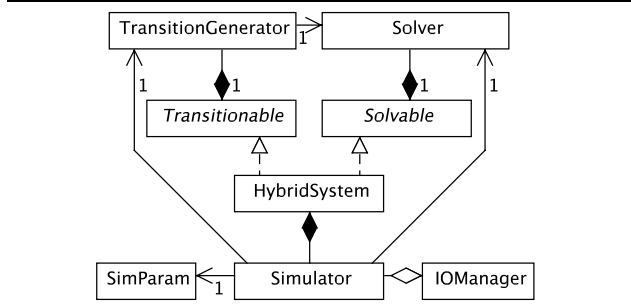 TransitionGenerator
1
Solver
1
1
1
1
Transitionable
Solvable
HybridSystem
SimParam
1
Simulator
IOManager